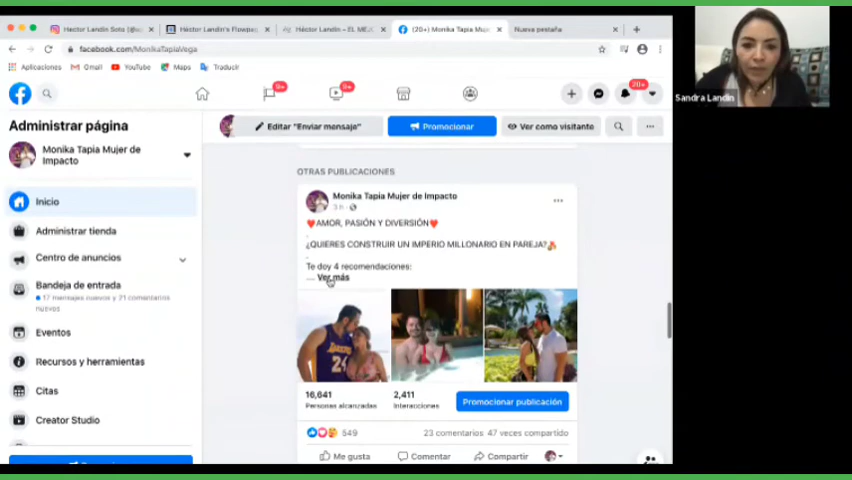 Hector Landin Soto (@s
Héctor Landin's Flowpag
Héctor Landin – EL MEJ
(20+) Monika Tapia Muje
Nueva pestaña
facebook.com/MonikaTapiaVega
Aplicaciones
Gmail
YouTube
Maps
Traducir
9+
9+
20+
Sandra Landin
Administrar página
Monika Tapia Mujer de
Impacto
Inicio
Administrar tienda
Centro de anuncios
Bandeja de entrada
17 mensajes nuevos y 21 comentarios
nuevos
Eventos
Recursos y herramientas
Citas
Creator Studio
Editar "Enviar mensaje"
Promocionar
Ver como visitante
OTRAS PUBLICACIONES
Monika Tapia Mujer de Impacto
3 h ·
❤️AMOR, PASIÓN Y DIVERSIÓN❤️
.
¿QUIERES CONSTRUIR UN IMPERIO MILLONARIO EN PAREJA?
.
Te doy 4 recomendaciones:
... Ver más
24
16,641
Personas alcanzadas
2,411
Interacciones
Promocionar publicación
549
23 comentarios 47 veces compartido
Me gusta
Comentar
Compartir